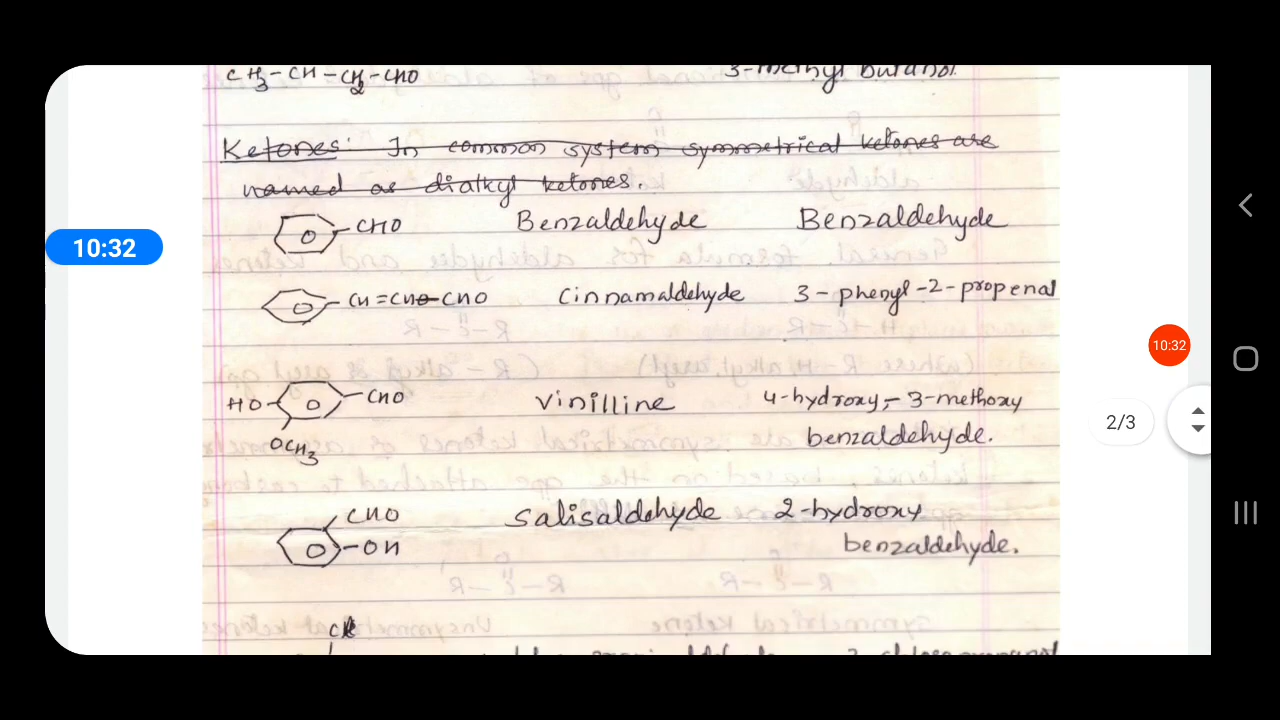 CH3-CH-CH2-CHO 3-methyl butanal
Ketones: In common system symmetrical ketones are
named as dialkyl ketones.
-CHO Benzaldehyde Benzaldehyde
10:32
-CH=CH-CHO Cinnamaldehyde 3-phenyl-2-propenal
10:32
HO- -CHO Vinilline 4-hydroxy,-3-methoxy
2/3
OCH3 benzaldehyde.
CHO Salisaldehyde 2-hydroxy
-OH benzaldehyde.